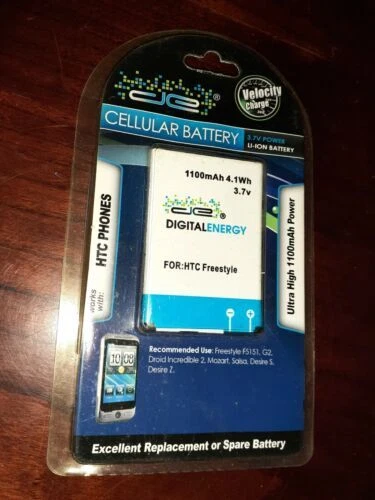 de®
Velocity
Charge
CELLULAR BATTERY
3.7V POWER
LI-ION BATTERY
1100mAh 4.1Wh
3.7v
de®
DIGITALENERGY
FOR:HTC Freestyle
works with:
HTC PHONES
Ultra High 1100mAh Power
Recommended Use: Freestyle F5151, G2,
Droid Incredible 2, Mozart, Salsa, Desire S,
Desire Z.
Excellent Replacement or Spare Battery